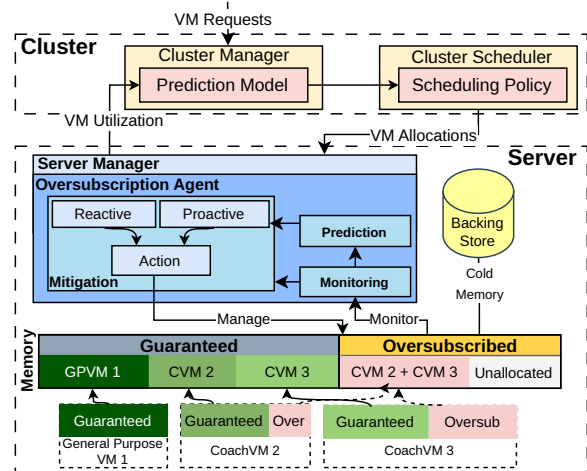 VM Requests
Cluster
Cluster Manager
Cluster Scheduler
Prediction Model
Scheduling Policy
VM Utilization
VM Allocations
Server
Server Manager
Oversubscription Agent
Reactive
Proactive
Prediction
Action
Mitigation
Monitoring
Backing
Store
Cold
Memory
Manage
Monitor
Memory
Guaranteed
Oversubscribed
GPVM 1
CVM 2
CVM 3
CVM 2 + CVM 3
Unallocated
Guaranteed
Guaranteed
Over
Guaranteed
Oversub
General Purpose
VM 1
CoachVM 2
CoachVM 3